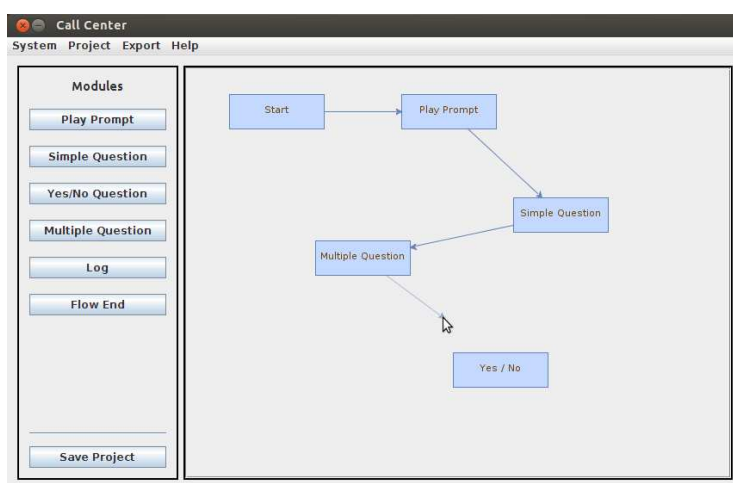 Call Center
System Project Export Help
Modules
Play Prompt
Simple Question
Yes/No Question
Multiple Question
Log
Flow End
Save Project
Start
Play Prompt
Simple Question
Multiple Question
Yes / No